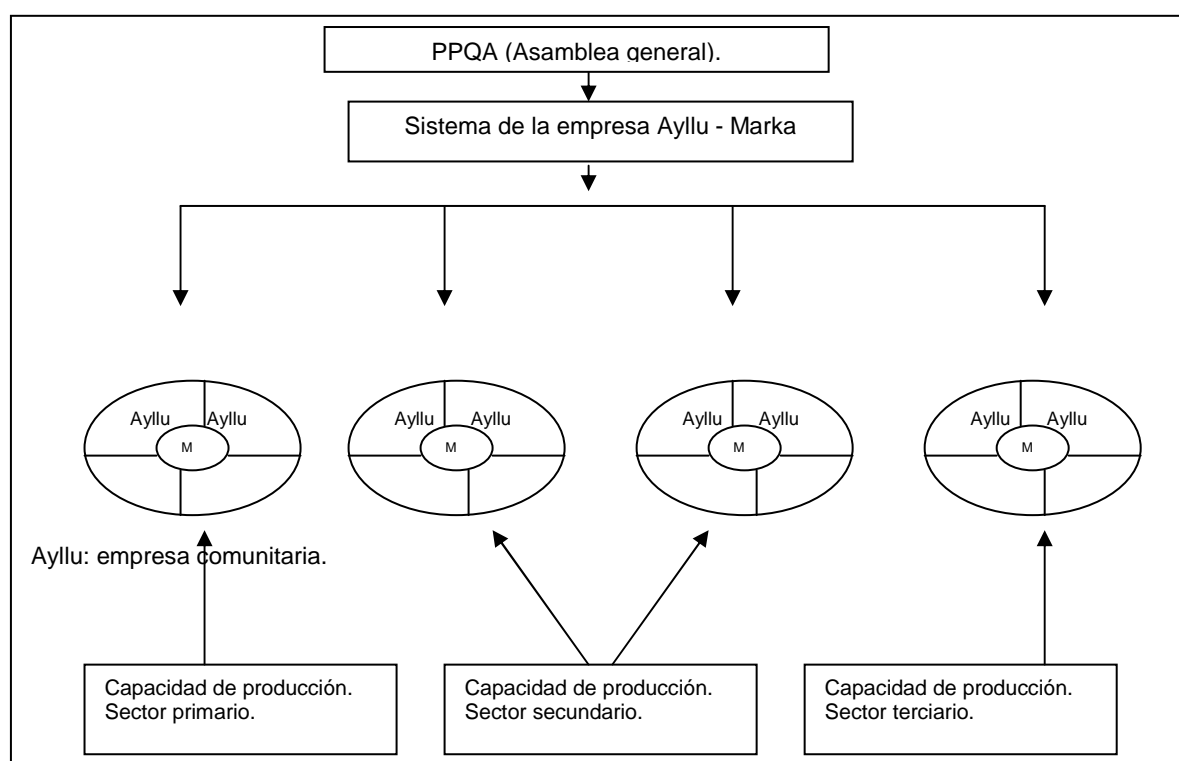 PPQA (Asamblea general).
Sistema de la empresa Ayllu - Marka
Ayllu Ayllu
M
Ayllu Ayllu
M
Ayllu Ayllu
M
Ayllu Ayllu
M
Ayllu: empresa comunitaria.
Capacidad de producción.
Sector primario.
Capacidad de producción.
Sector secundario.
Capacidad de producción.
Sector terciario.